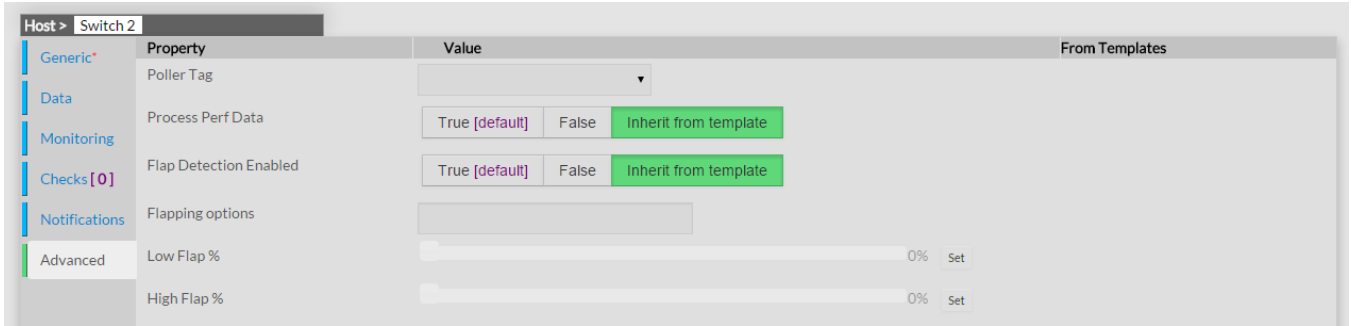 Host > Switch 2
Property Value From Templates
Generic*
Poller Tag
Data
Process Perf Data True [default] False Inherit from template
Monitoring
Flap Detection Enabled True [default] False Inherit from template
Checks [ 0 ]
Notifications Flapping options
Advanced Low Flap % 0% Set
High Flap % 0% Set